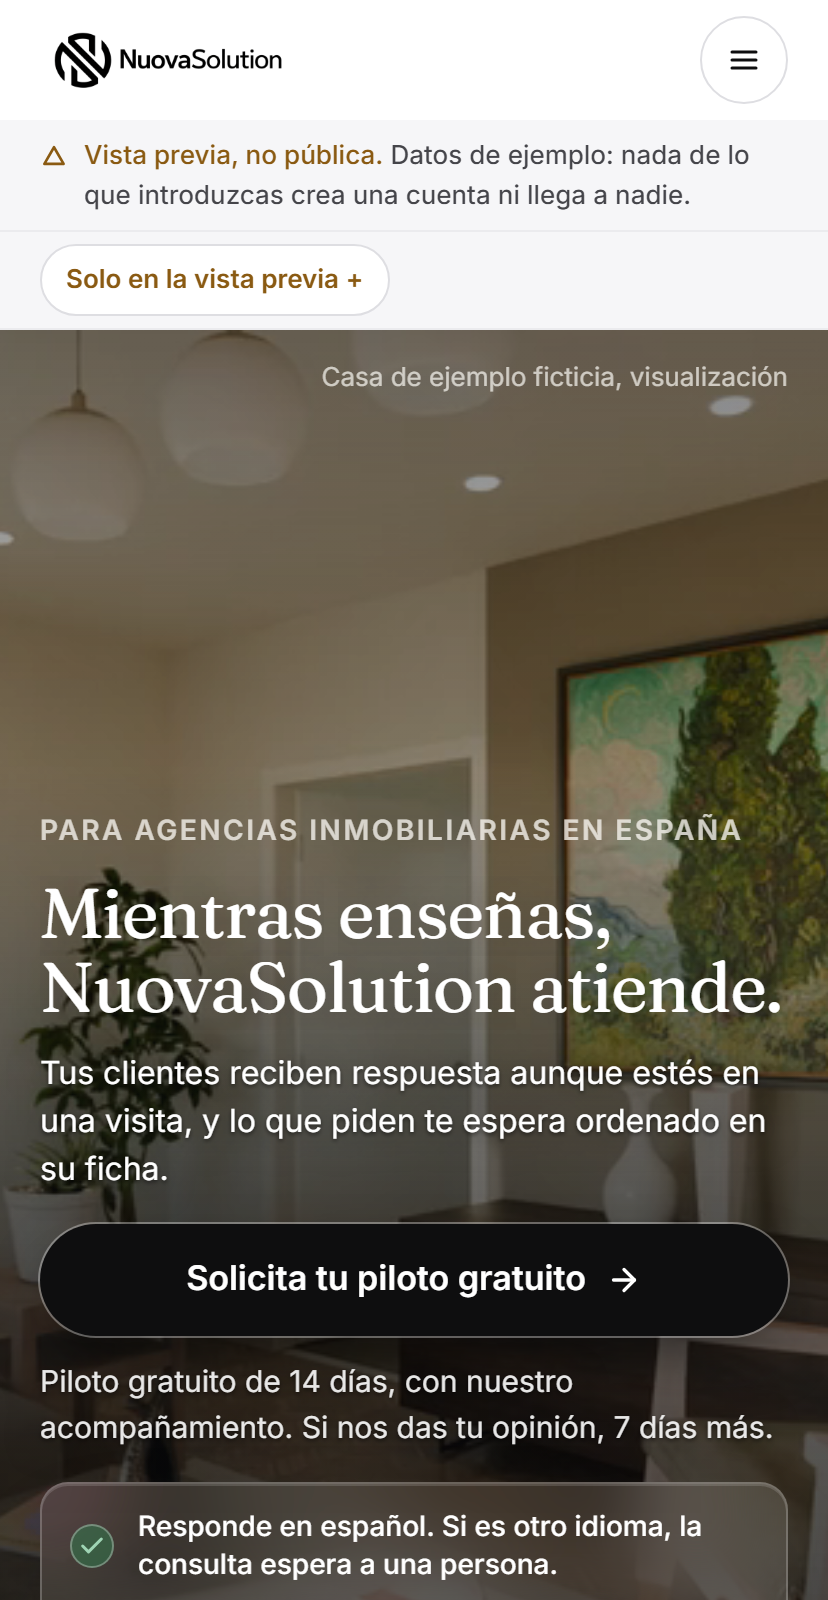 NuovaSolution
Vista previa, no pública. Datos de ejemplo: nada de lo
que introduzcas crea una cuenta ni llega a nadie.
Solo en la vista previa +
Casa de ejemplo ficticia, visualización
PARA AGENCIAS INMOBILIARIAS EN ESPAÑA
Mientras enseñas,
NuovaSolution atiende.
Tus clientes reciben respuesta aunque estés en
una visita, y lo que piden te espera ordenado en
su ficha.
Solicita tu piloto gratuito →
Piloto gratuito de 14 días, con nuestro
acompañamiento. Si nos das tu opinión, 7 días más.
Responde en español. Si es otro idioma, la
consulta espera a una persona.